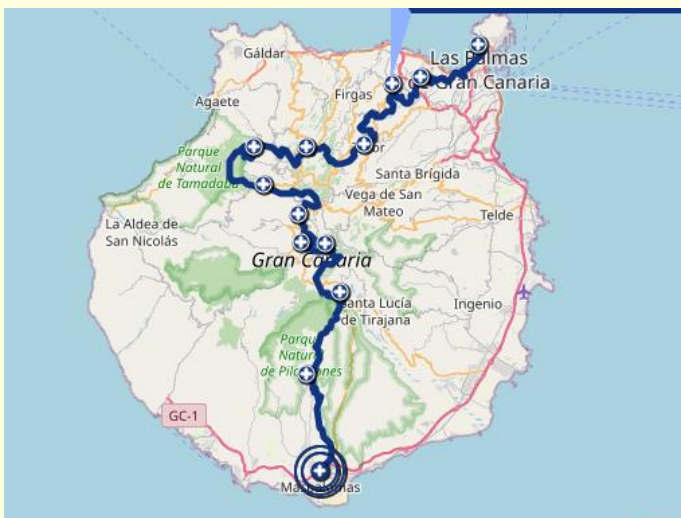 Gáldar
Las Palmas
de Gran Canaria
Firgas
Agaete
Parque
Natural
de Tamadaba
Santa Brígida
Vega de San
Mateo
Telde
La Aldea de
San Nicolás
Gran Canaria
Santa Lucía
de Tirajana
Ingenio
Parque
Natural
de Pilancones
GC-1
Maspalomas